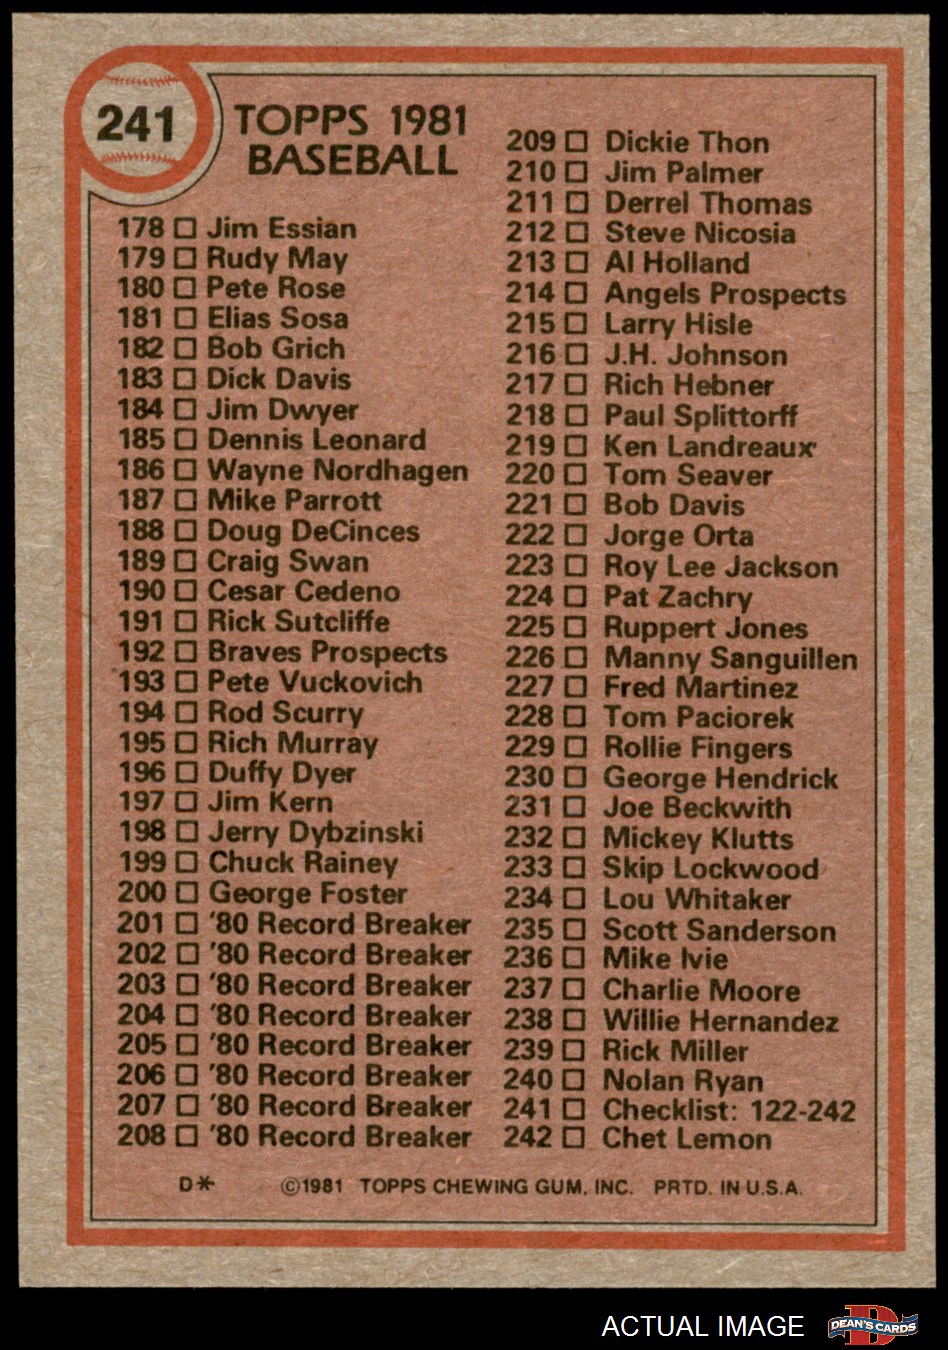 241
TOPPS 1981
BASEBALL
178 □ Jim Essian
179 □ Rudy May
180 □ Pete Rose
181 □ Elias Sosa
182 □ Bob Grich
183 □ Dick Davis
184 □ Jim Dwyer
185 □ Dennis Leonard
186 □ Wayne Nordhagen
187 □ Mike Parrott
188 □ Doug DeCinces
189 □ Craig Swan
190 □ Cesar Cedeno
191 □ Rick Sutcliffe
192 □ Braves Prospects
193 □ Pete Vuckovich
194 □ Rod Scurry
195 □ Rich Murray
196 □ Duffy Dyer
197 □ Jim Kern
198 □ Jerry Dybzinski
199 □ Chuck Rainey
200 □ George Foster
201 □ '80 Record Breaker
202 □ '80 Record Breaker
203 □ '80 Record Breaker
204 □ '80 Record Breaker
205 □ '80 Record Breaker
206 □ '80 Record Breaker
207 □ '80 Record Breaker
208 □ '80 Record Breaker
209 □ Dickie Thon
210 □ Jim Palmer
211 □ Derrel Thomas
212 □ Steve Nicosia
213 □ Al Holland
214 □ Angels Prospects
215 □ Larry Hisle
216 □ J.H. Johnson
217 □ Rich Hebner
218 □ Paul Splittorff
219 □ Ken Landreaux
220 □ Tom Seaver
221 □ Bob Davis
222 □ Jorge Orta
223 □ Roy Lee Jackson
224 □ Pat Zachry
225 □ Ruppert Jones
226 □ Manny Sanguillen
227 □ Fred Martinez
228 □ Tom Paciorek
229 □ Rollie Fingers
230 □ George Hendrick
231 □ Joe Beckwith
232 □ Mickey Klutts
233 □ Skip Lockwood
234 □ Lou Whitaker
235 □ Scott Sanderson
236 □ Mike Ivie
237 □ Charlie Moore
238 □ Willie Hernandez
239 □ Rick Miller
240 □ Nolan Ryan
241 □ Checklist: 122-242
242 □ Chet Lemon
D* ©1981 TOPPS CHEWING GUM, INC. PRTD. IN U.S.A.
ACTUAL IMAGE
DEAN'S CARDS